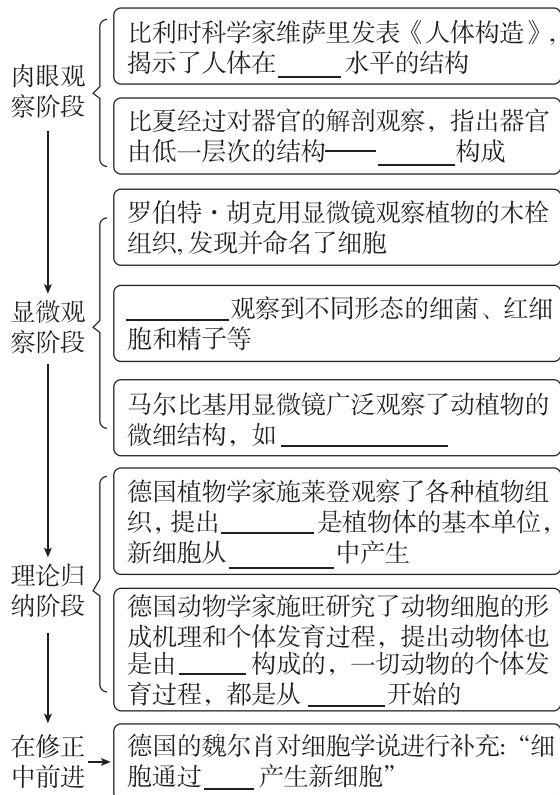 肉眼观
察阶段
比利时科学家维萨里发表《人体构造》,
揭示了人体在____水平的结构
比夏经过对器官的解剖观察，指出器官
由低一层次的结构——_____构成
显微观
察阶段
罗伯特·胡克用显微镜观察植物的木栓
组织,发现并命名了细胞
_______观察到不同形态的细菌、红细
胞和精子等
马尔比基用显微镜广泛观察了动植物的
微细结构，如___________
理论归
纳阶段
德国植物学家施莱登观察了各种植物组
织，提出______是植物体的基本单位，
新细胞从_______中产生
德国动物学家施旺研究了动物细胞的形
成机理和个体发育过程，提出动物体也
是由____构成的，一切动物的个体发
育过程，都是从_____开始的
在修正
中前进
德国的魏尔肖对细胞学说进行补充：“细
胞通过___产生新细胞”